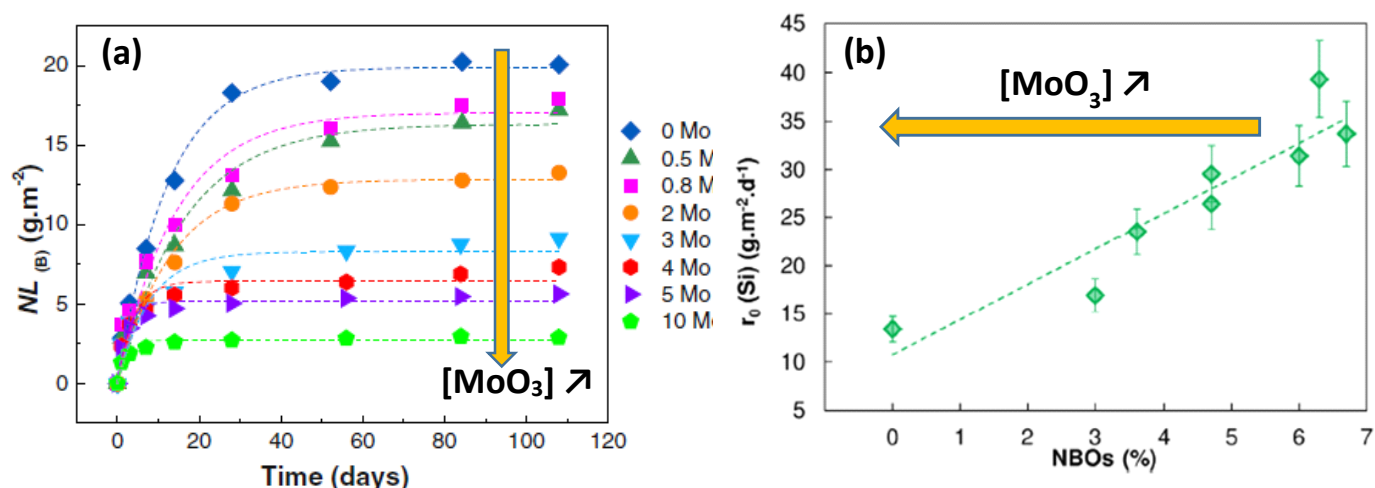 (a)
NL (B) (g.m-2)
20
15
10
5
0
0 20 40 60 80 100 120
Time (days)
[MoO3] ↗
0 Mo
0.5 M
0.8 M
2 Mo
3 Mo
4 Mo
5 Mo
10 Mo
(b)
r0 (Si) (g.m-2.d-1)
45
40
35
30
25
20
15
10
5
[MoO3] ↗
0 1 2 3 4 5 6 7
NBOs (%)